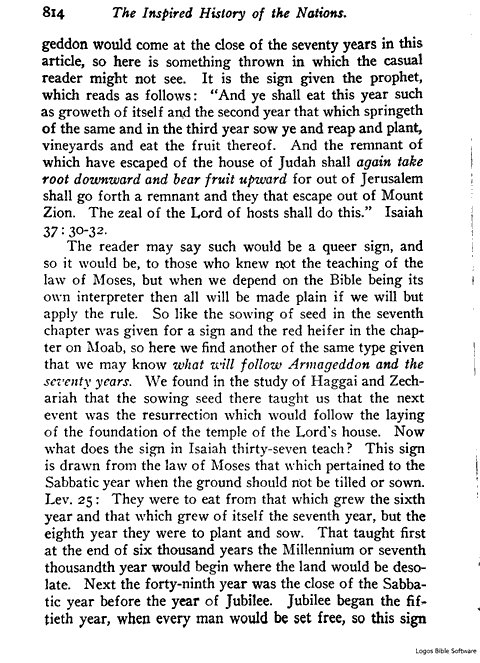 814 The Inspired History of the Nations.
geddon would come at the close of the seventy years in this
article, so here is something thrown in which the casual
reader might not see. It is the sign given the prophet,
which reads as follows: "And ye shall eat this year such
as groweth of itself and the second year that which springeth
of the same and in the third year sow ye and reap and plant,
vineyards and eat the fruit thereof. And the remnant of
which have escaped of the house of Judah shall again take
root downward and bear fruit upward for out of Jerusalem
shall go forth a remnant and they that escape out of Mount
Zion. The zeal of the Lord of hosts shall do this." Isaiah
37: 30-32.
The reader may say such would be a queer sign, and
so it would be, to those who knew not the teaching of the
law of Moses, but when we depend on the Bible being its
own interpreter then all will be made plain if we will but
apply the rule. So like the sowing of seed in the seventh
chapter was given for a sign and the red heifer in the chap-
ter on Moab, so here we find another of the same type given
that we may know what will follow Armageddon and the
seventy years. We found in the study of Haggai and Zech-
ariah that the sowing seed there taught us that the next
event was the resurrection which would follow the laying
of the foundation of the temple of the Lord's house. Now
what does the sign in Isaiah thirty-seven teach? This sign
is drawn from the law of Moses that which pertained to the
Sabbatic year when the ground should not be tilled or sown.
Lev. 25: They were to eat from that which grew the sixth
year and that which grew of itself the seventh year, but the
eighth year they were to plant and sow. That taught first
at the end of six thousand years the Millennium or seventh
thousandth year would begin where the land would be deso-
late. Next the forty-ninth year was the close of the Sabba-
tic year before the year of Jubilee. Jubilee began the fif-
tieth year, when every man would be set free, so this sign
Logos Bible Software